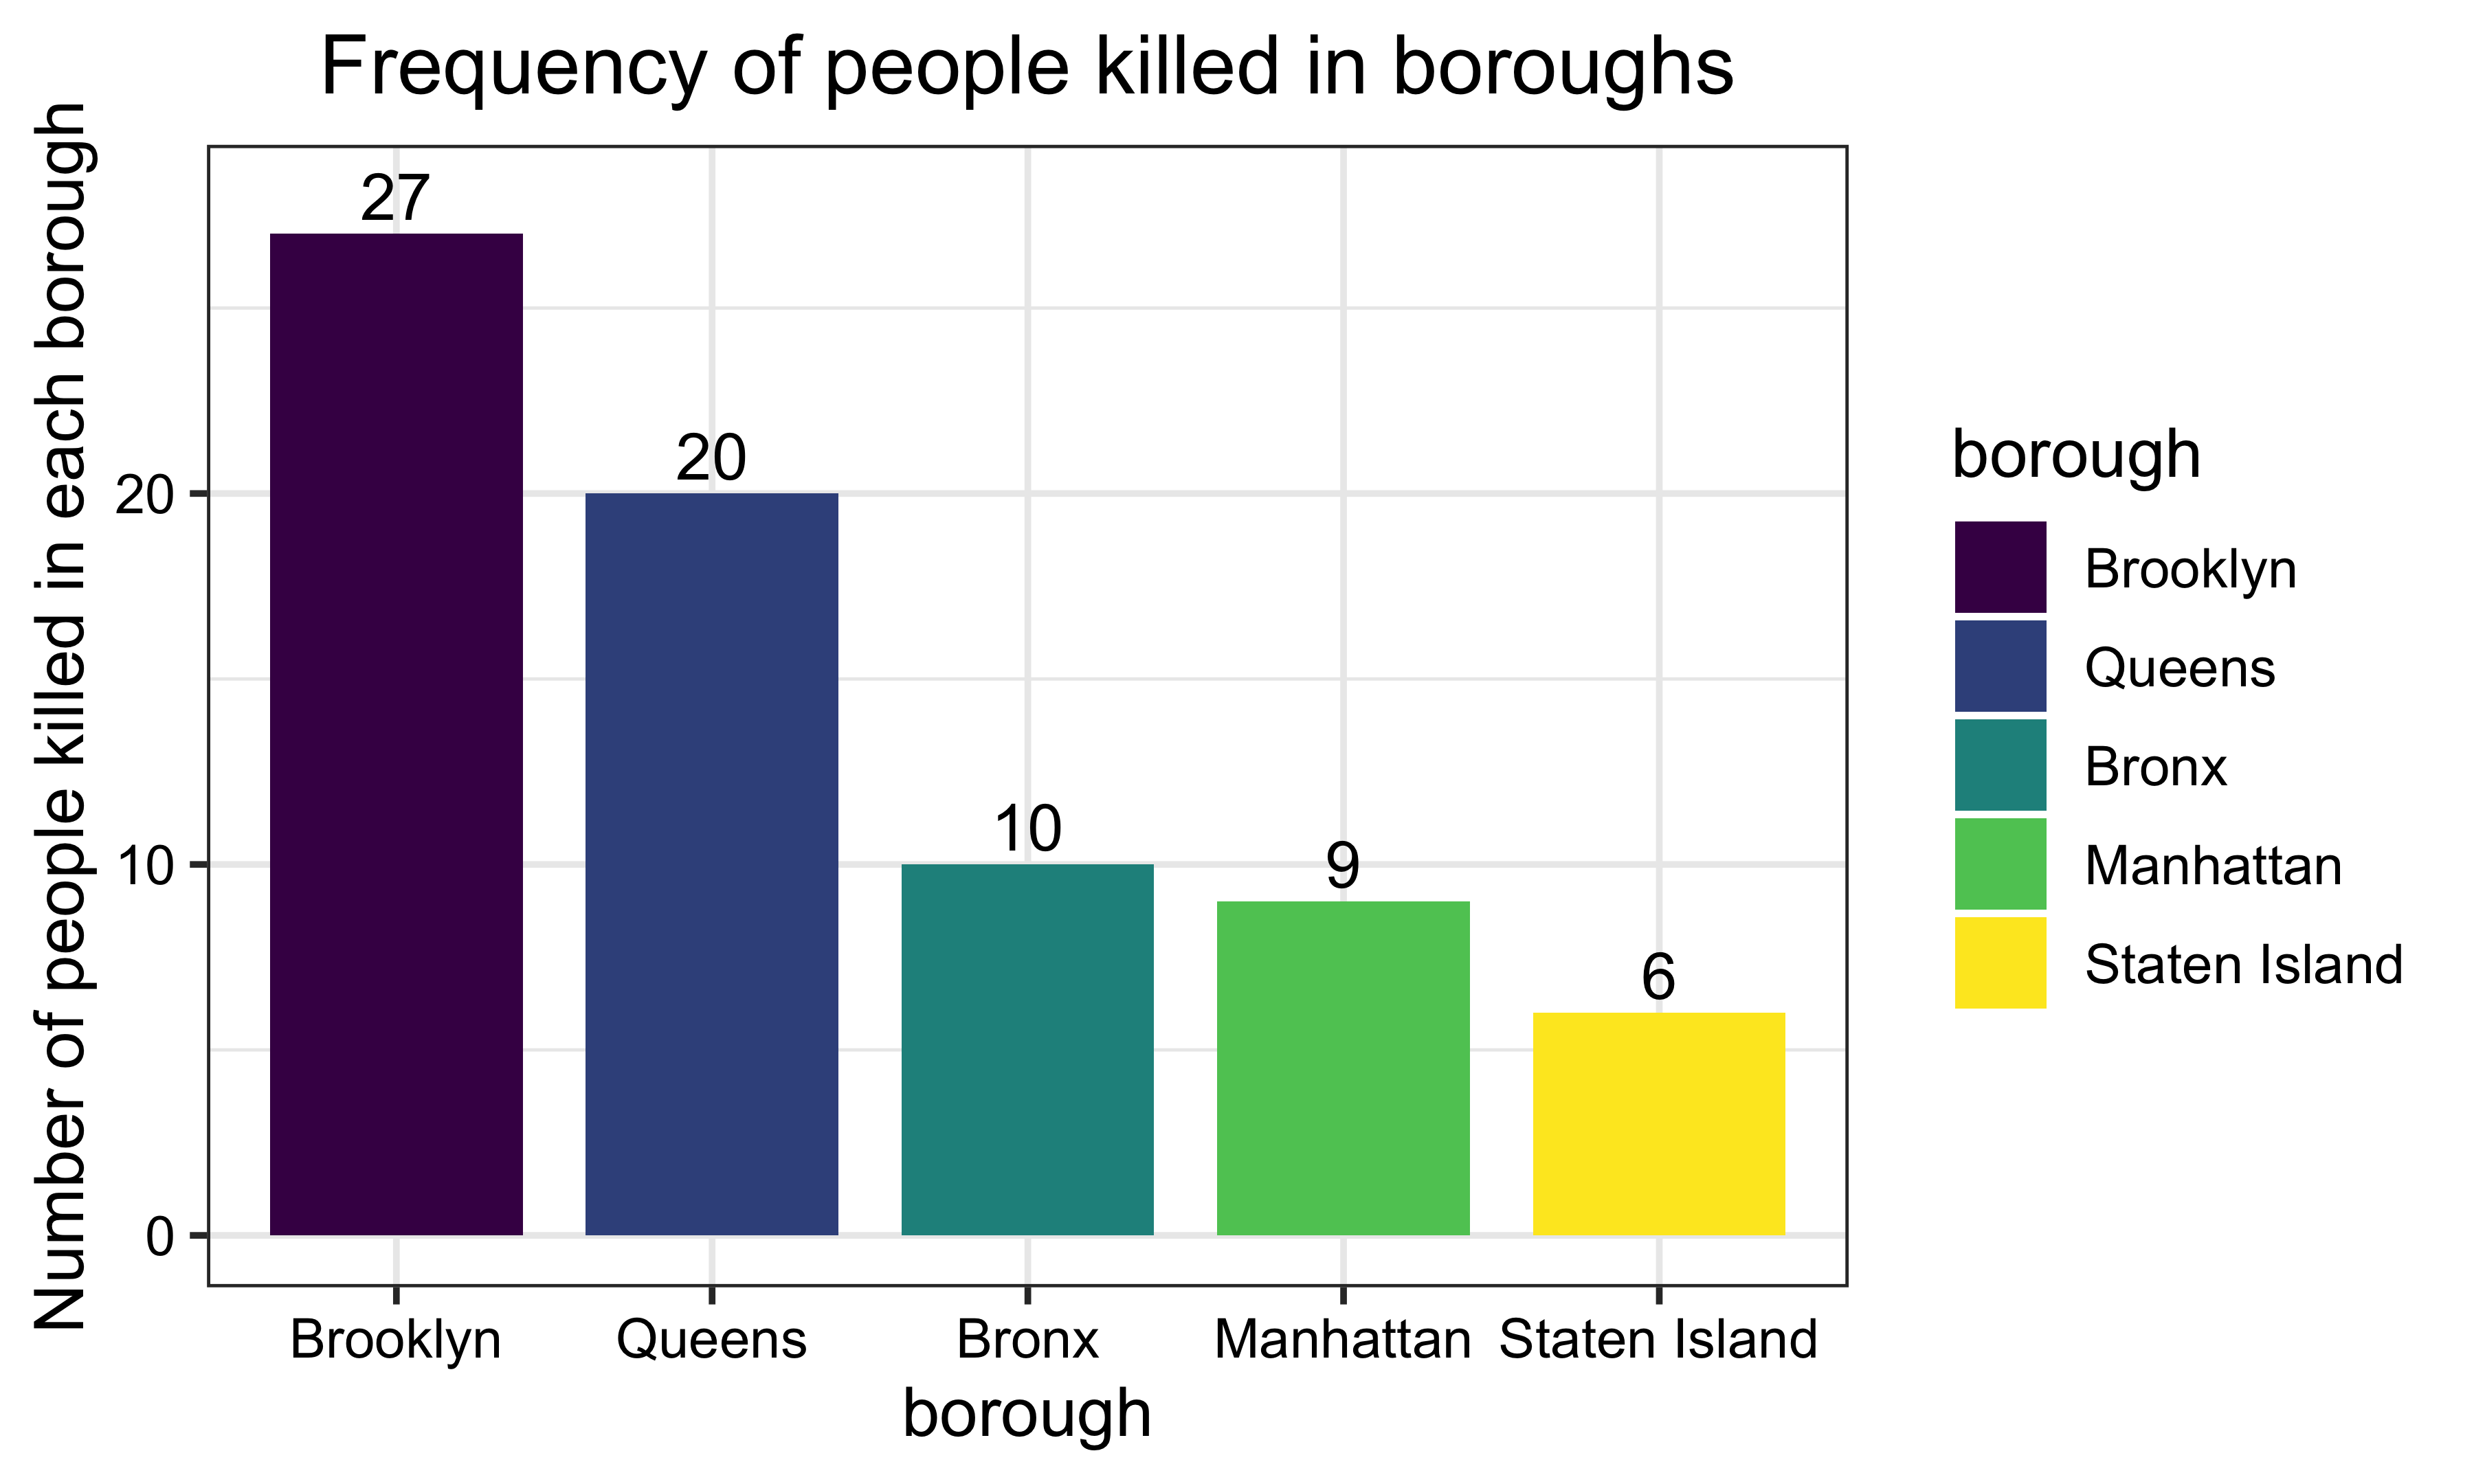 Frequency of people killed in boroughs
Number of people killed in each borough
27
20
10
9
6
20
10
0
Brooklyn
Queens
Bronx
Manhattan
Staten Island
borough
borough
Brooklyn
Queens
Bronx
Manhattan
Staten Island